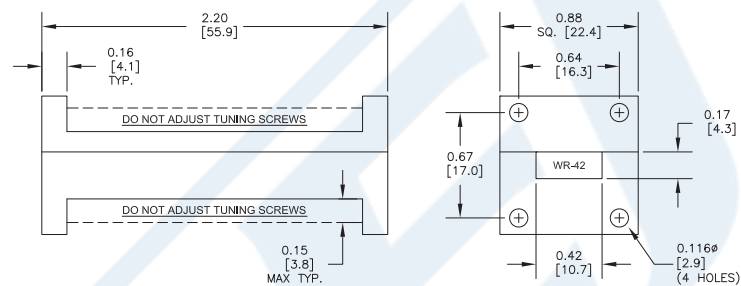 2.20
[55.9]
0.16
[4.1]
TYP.
DO NOT ADJUST TUNING SCREWS
DO NOT ADJUST TUNING SCREWS
0.15
[3.8]
MAX TYP.
0.88
SQ. [22.4]
0.64
[16.3]
0.17
[4.3]
0.67
[17.0]
WR-42
0.42
[10.7]
0.116ø
[2.9]
(4 HOLES)